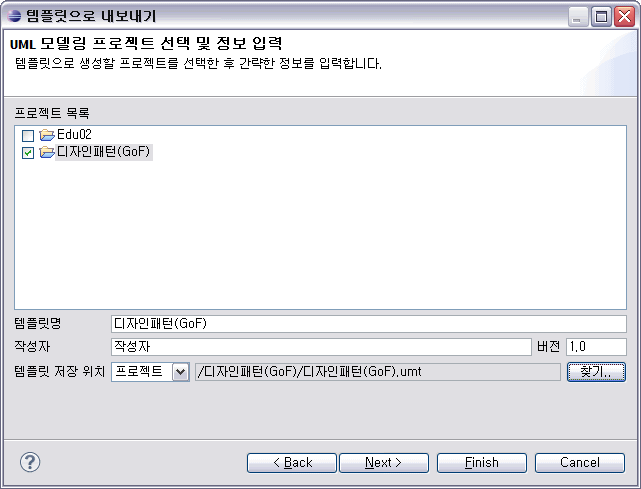 템플릿으로 내보내기
UML 모델링 프로젝트 선택 및 정보 입력
템플릿으로 생성할 프로젝트를 선택한 후 간략한 정보를 입력합니다.
프로젝트 목록
Edu02
디자인패턴(GoF)
템플릿명 디자인패턴(GoF)
작성자 작성자 버전 1.0
템플릿 저장 위치 프로젝트 /디자인패턴(GoF)/디자인패턴(GoF).umt 찾기..
? < Back Next > Finish Cancel